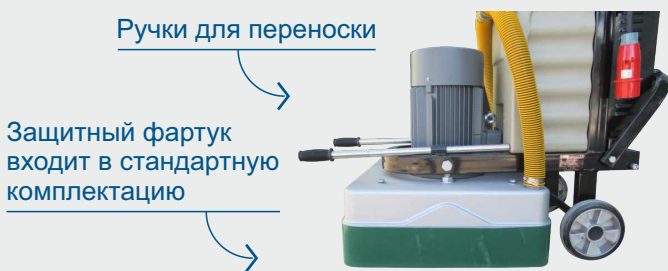 Ручки для переноски
Защитный фартук
входит в стандартную
комплектацию